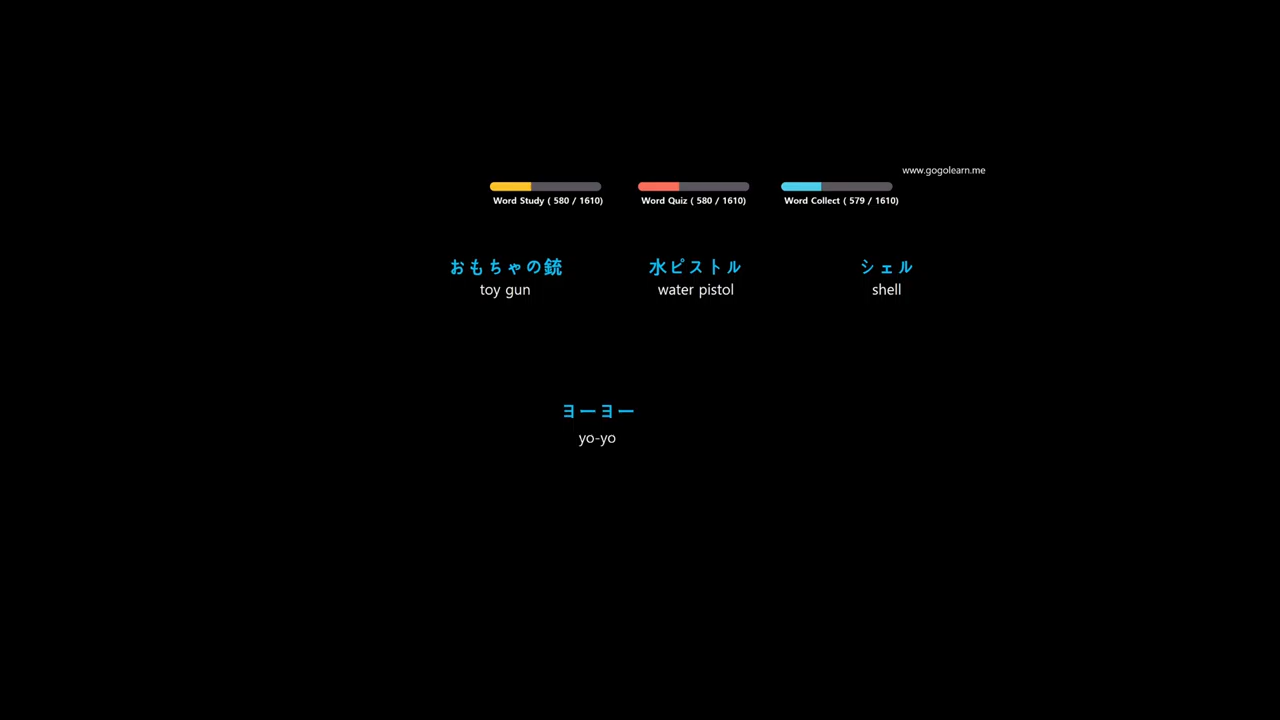 www.gogolearn.me
Word Study ( 580 / 1610)
Word Quiz ( 580 / 1610)
Word Collect ( 579 / 1610)
おもちゃの銃
toy gun
水ピストル
water pistol
シェル
shell
ヨーヨー
yo-yo